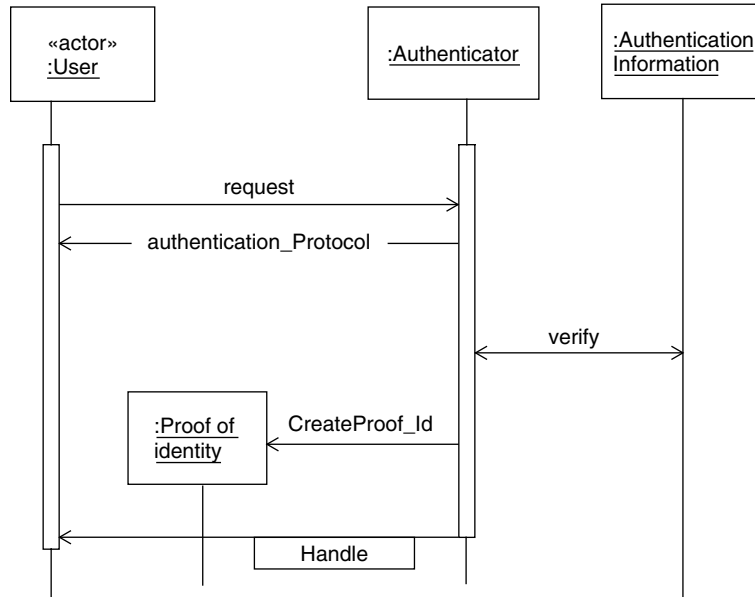 «actor»
:User
:Authenticator
:Authentication
Information
request
authentication_Protocol
verify
:Proof of
identity
CreateProof_Id
Handle